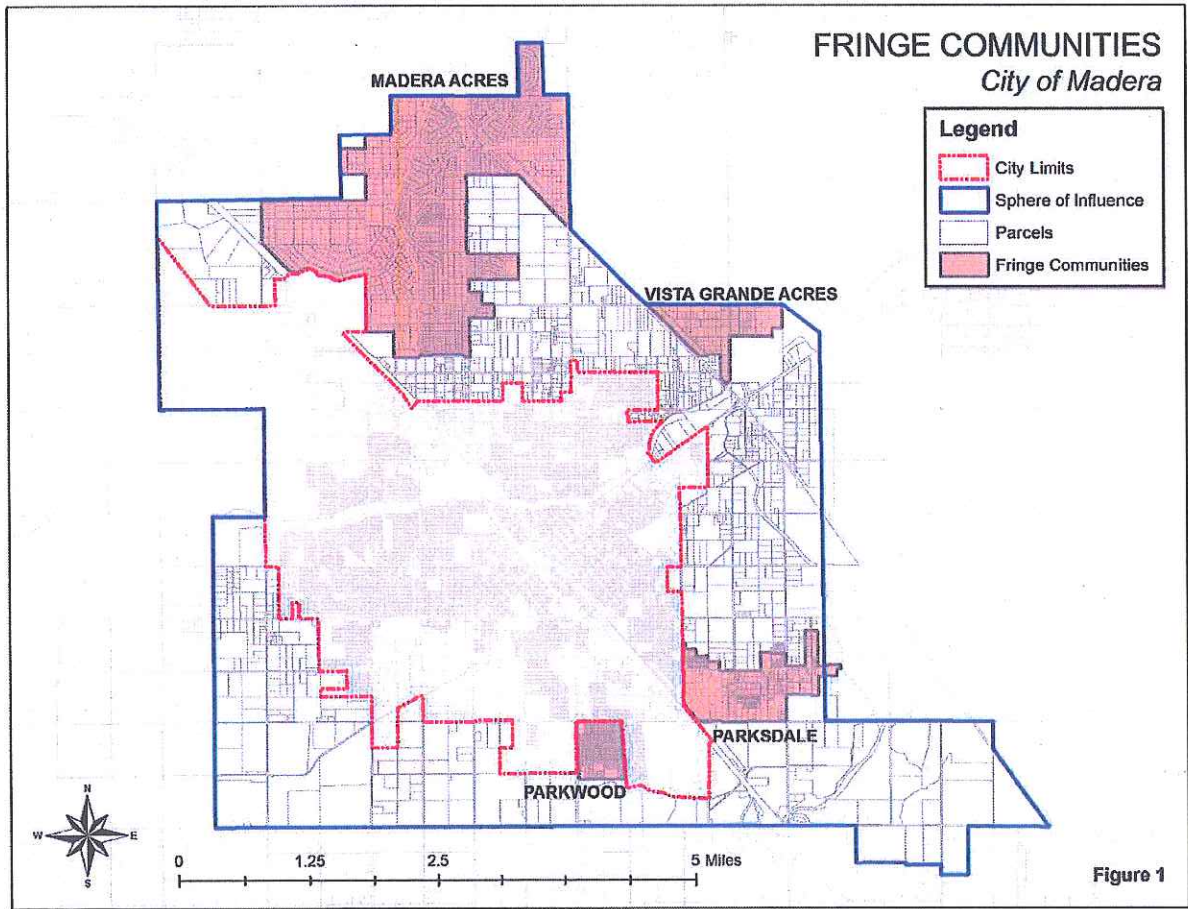 FRINGE COMMUNITIES
City of Madera
Legend
City Limits
Sphere of Influence
Parcels
Fringe Communities
MADERA ACRES
VISTA GRANDE ACRES
PARKSDALE
PARKWOOD
N
W E
S
0 1.25 2.5 5 Miles
Figure 1